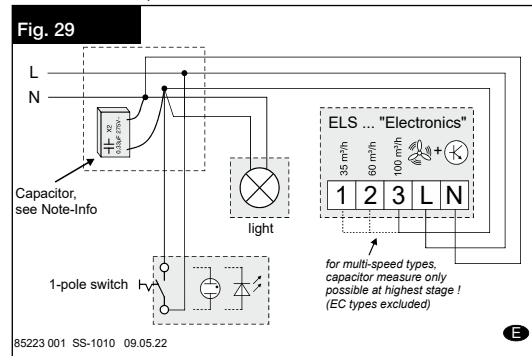 Fig. 29
L
N
X2
0,33µF 275V~
Capacitor,
see Note-Info
light
1-pole switch
ELS ... "Electronics"
35 m³/h
60 m³/h
100 m³/h
+
1 2 3 L N
for multi-speed types,
capacitor measure only
possible at highest stage !
(EC types excluded)
85223 001 SS-1010 09.05.22
E